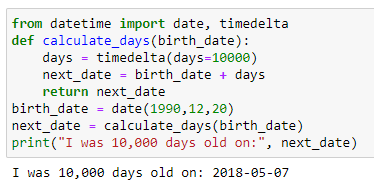 from datetime import date, timedelta
def calculate_days(birth_date):
    days = timedelta(days=10000)
    next_date = birth_date + days
    return next_date
birth_date = date(1990,12,20)
next_date = calculate_days(birth_date)
print("I was 10,000 days old on:", next_date)
I was 10,000 days old on: 2018-05-07